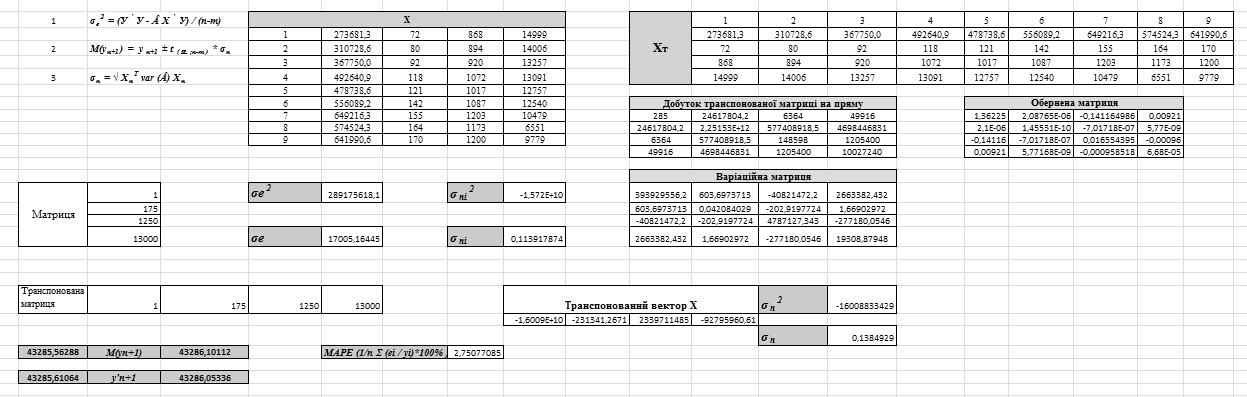 1 σe² = (У ' У - Â Х ' У) / (n-m)
2 M(yn+1) = y n+1 ± t (α; n-m) * σn
3 σn = √ Xnᵀ var (Â) Xn
X
1 273681,3 72 868 14999
2 310728,6 80 894 14006
3 367750,0 92 920 13257
4 492640,9 118 1072 13091
5 478738,6 121 1017 12757
6 556089,2 142 1087 12540
7 649216,3 155 1203 10479
8 574524,3 164 1173 6551
9 641990,6 170 1200 9779
Xт
1 2 3 4 5 6 7 8 9
273681,3 310728,6 367750,0 492640,9 478738,6 556089,2 649216,3 574524,3 641990,6
72 80 92 118 121 142 155 164 170
868 894 920 1072 1017 1087 1203 1173 1200
14999 14006 13257 13091 12757 12540 10479 6551 9779
Добуток транспонованої матриці на пряму
285 24617804,2 6364 49916
24617804,2 2,25153E+12 577408918,5 4698446831
6364 577408918,5 148598 1205400
49916 4698446831 1205400 10027240
Обернена матриця
1,36225 2,08765E-06 -0,141164986 0,00921
2,1E-06 1,45531E-10 -7,01718E-07 5,77E-09
-0,14116 -7,01718E-07 0,016554395 -0,00096
0,00921 5,77168E-09 -0,000958518 6,68E-05
Варіаційна матриця
393929556,2 603,6973713 -40821472,2 2663382,432
603,6973713 0,042084029 -202,9197724 1,66902972
-40821472,2 -202,9197724 4787127,343 -277180,0546
2663382,432 1,66902972 -277180,0546 19308,87948
Матриця
1
175
1250
13000
σe² 289175618,1
σe 17005,16445
σni² -1,572E+10
σni 0,113917874
Транспонована матриця 1 175 1250 13000
Транспонований вектор X
-1,6009E+10 -231341,2671 2339711485 -92795960,61
σn² -16008833429
σn 0,1384929
43285,56288 M(yn+1) 43286,10112
MAPE (1/n Σ (ei / yi)*100% 2,75077085
43285,61064 y'n+1 43286,05336